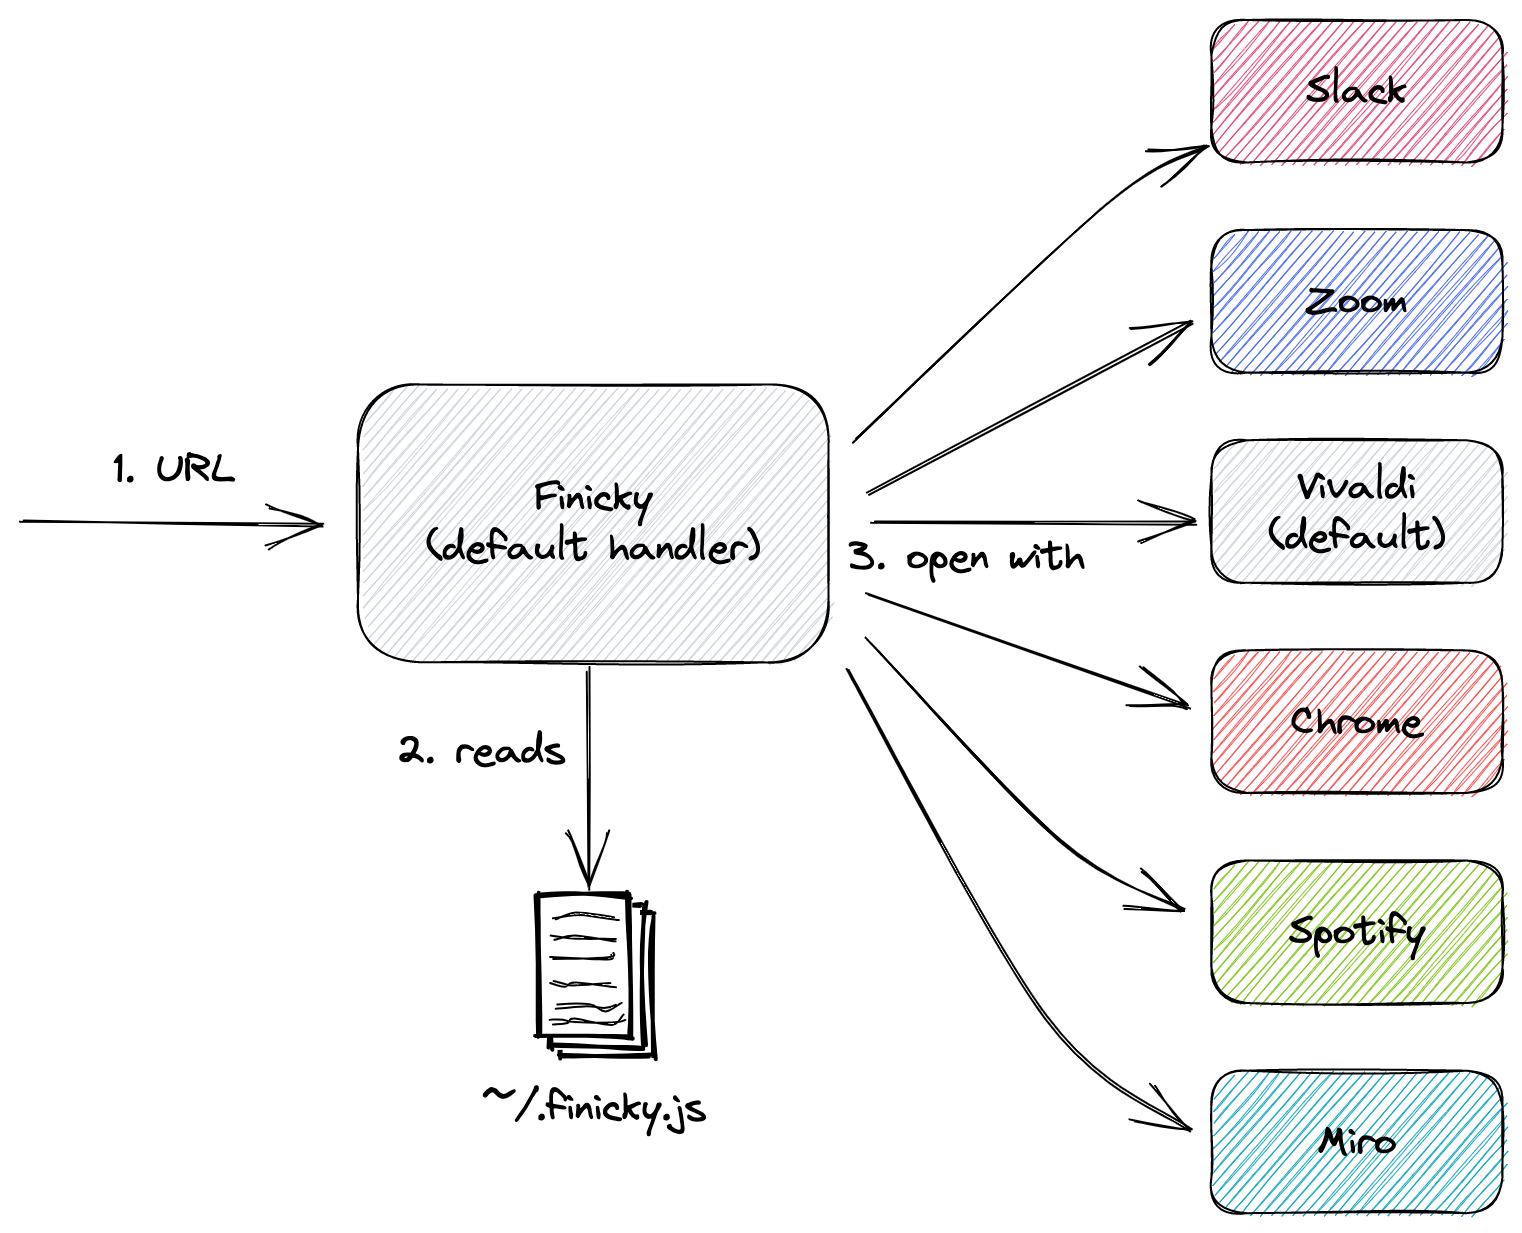 1. URL
Finicky
(default handler)
2. reads
~/.finicky.js
3. open with
Slack
Zoom
Vivaldi
(default)
Chrome
Spotify
Miro